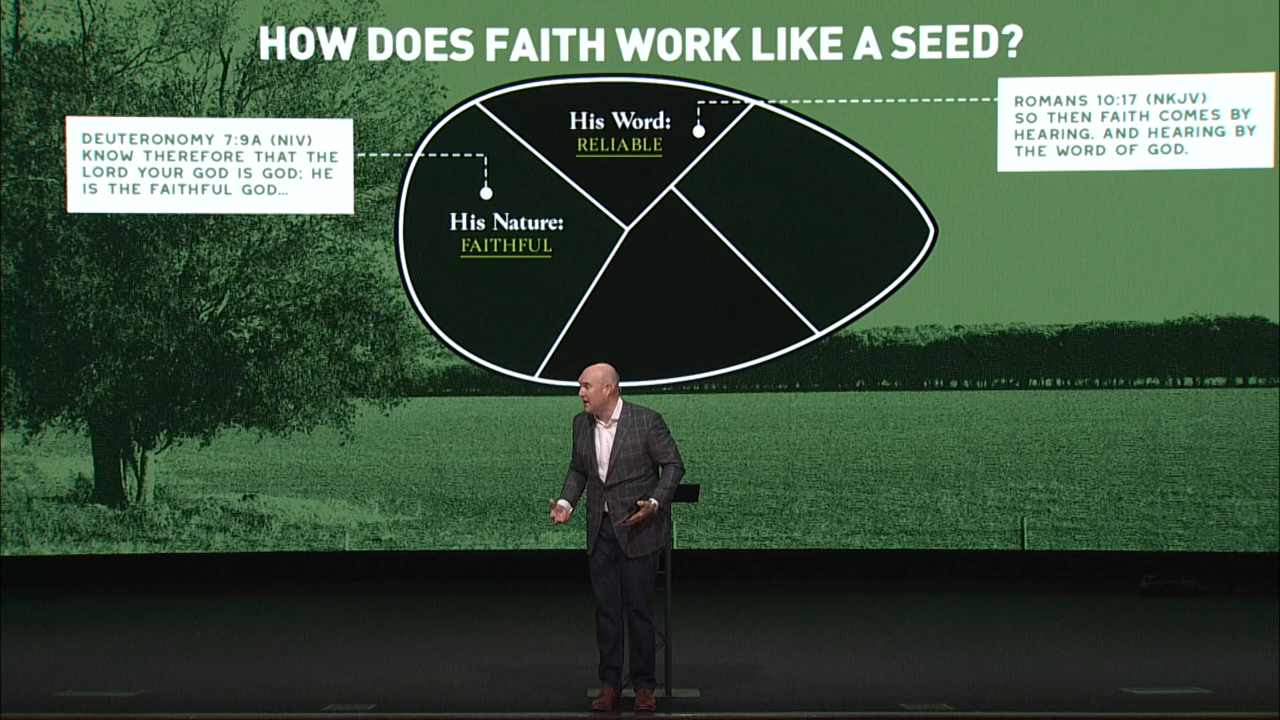 HOW DOES FAITH WORK LIKE A SEED?
DEUTERONOMY 7:9A (NIV)
KNOW THEREFORE THAT THE
LORD YOUR GOD IS GOD; HE
IS THE FAITHFUL GOD...
His Nature:
FAITHFUL
His Word:
RELIABLE
ROMANS 10:17 (NKJV)
SO THEN FAITH COMES BY
HEARING, AND HEARING BY
THE WORD OF GOD.